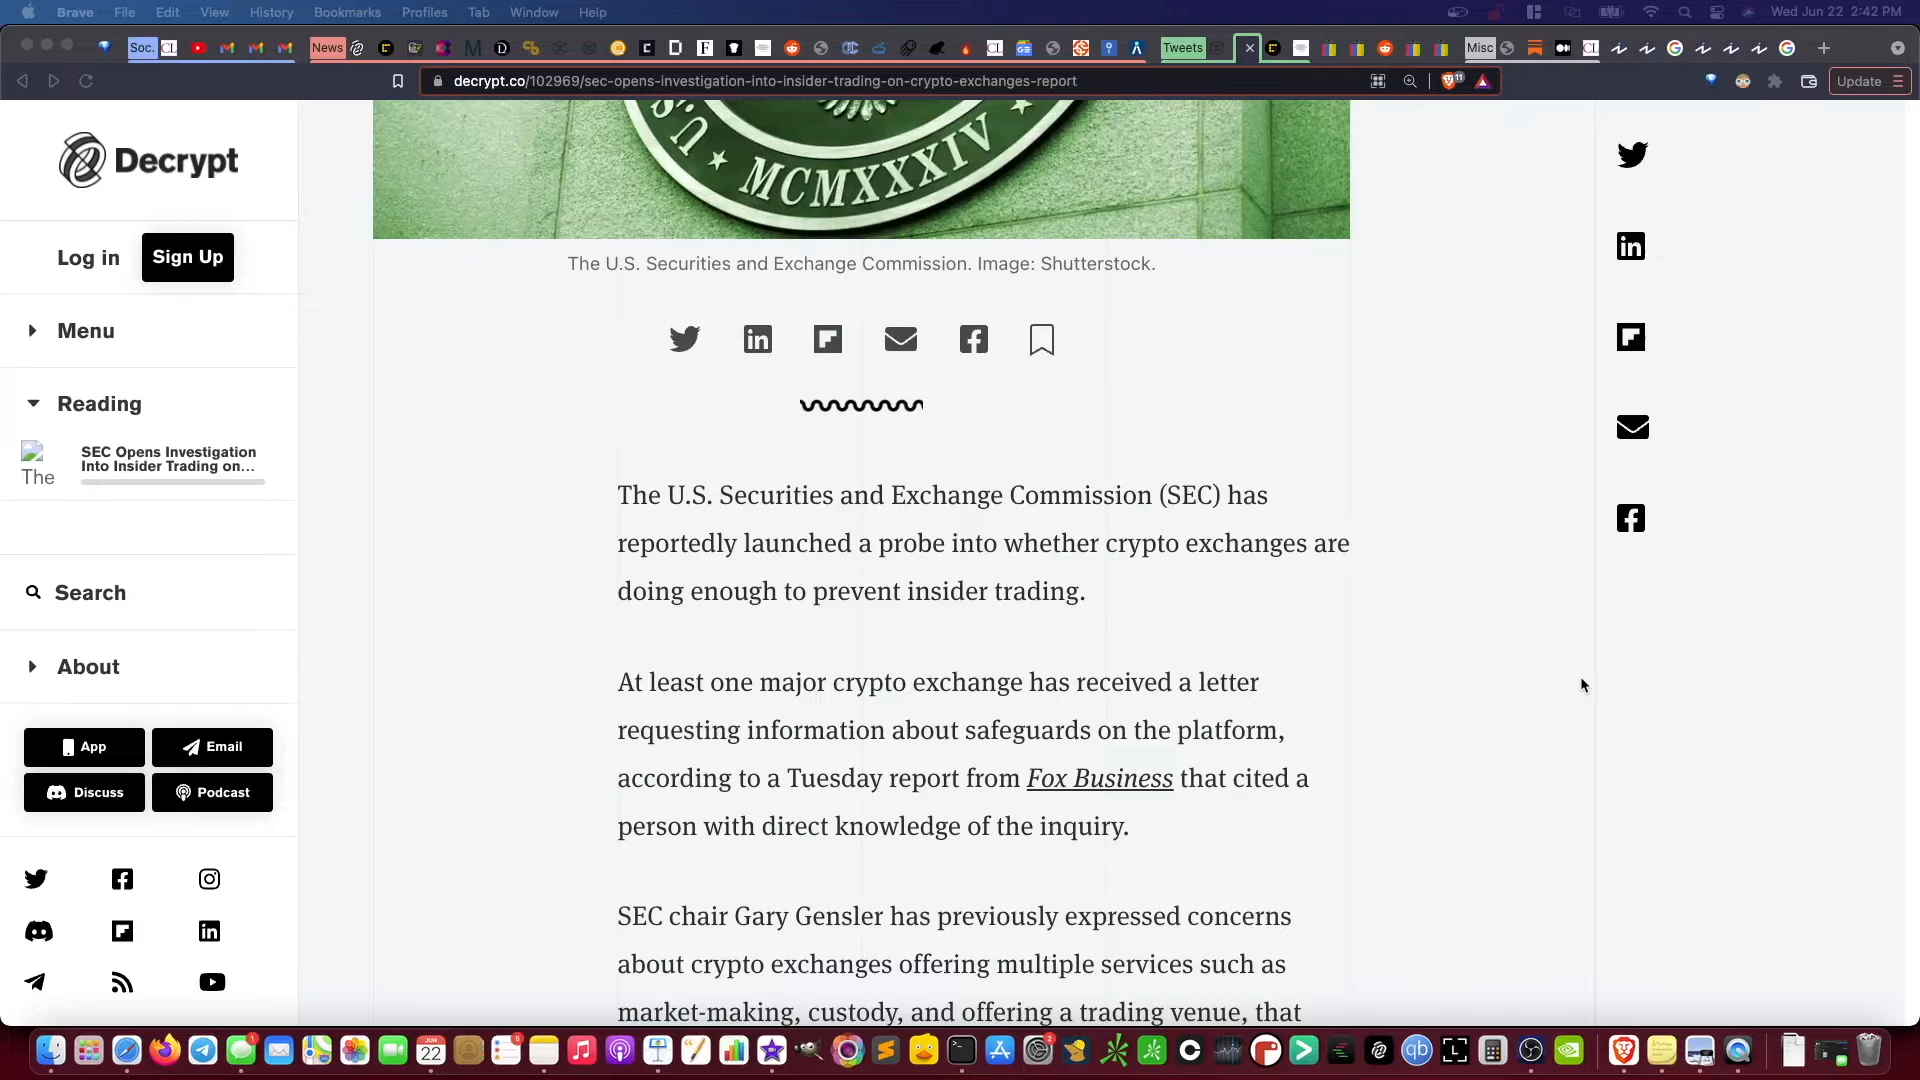 Brave File Edit View History Bookmarks Profiles Tab Window Help
Wed Jun 22 2:42 PM
Soc.
News
Tweets
Misc
decrypt.co/102969/sec-opens-investigation-into-insider-trading-on-crypto-exchanges-report
11
Update
Decrypt
Log in
Sign Up
Menu
Reading
The
SEC Opens Investigation
Into Insider Trading on...
Search
About
App
Email
Discuss
Podcast
U.S.
MCMXXXIV
The U.S. Securities and Exchange Commission. Image: Shutterstock.
The U.S. Securities and Exchange Commission (SEC) has
reportedly launched a probe into whether crypto exchanges are
doing enough to prevent insider trading.
At least one major crypto exchange has received a letter
requesting information about safeguards on the platform,
according to a Tuesday report from Fox Business that cited a
person with direct knowledge of the inquiry.
SEC chair Gary Gensler has previously expressed concerns
about crypto exchanges offering multiple services such as
market-making, custody, and offering a trading venue, that